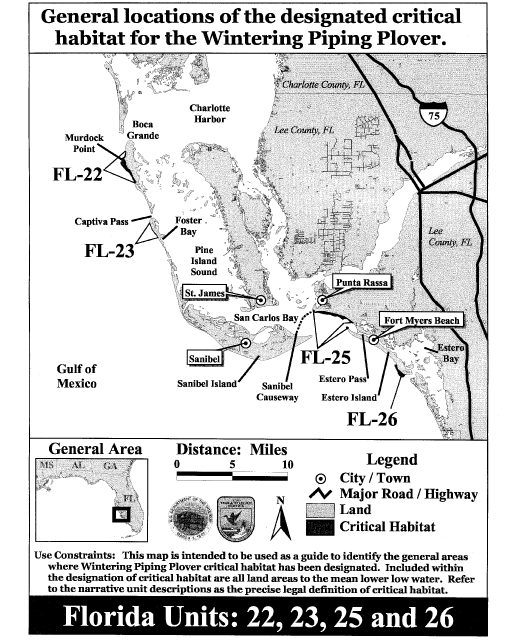 General locations of the designated critical
habitat for the Wintering Piping Plover.
Charlotte County, FL
Charlotte
Harbor
75
Boca
Grande
Lee County, FL
Murdock
Point
FL-22
Captiva Pass
Foster
Bay
FL-23
Lee
County, FL
Pine
Island
Sound
Punta Rassa
St. James
San Carlos Bay
Fort Myers Beach
Sanibel
FL-25
Estero
Bay
Gulf of
Mexico
Sanibel Island
Sanibel
Causeway
Estero Pass
Estero Island
FL-26
General Area
MS AL GA
FL
Distance: Miles
0 5 10
N
Legend
City / Town
Major Road / Highway
Land
Critical Habitat
Use Constraints: This map is intended to be used as a guide to identify the general areas
where Wintering Piping Plover critical habitat has been designated. Included within
the designation of critical habitat are all land areas to the mean lower low water. Refer
to the narrative unit descriptions as the precise legal definition of critical habitat.
Florida Units: 22, 23, 25 and 26